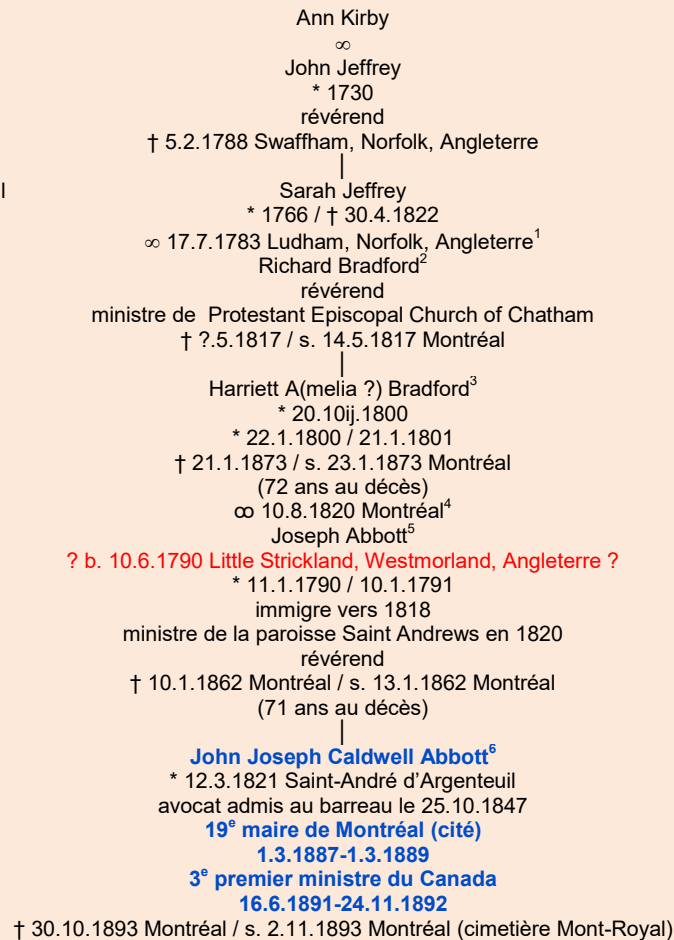 Ann Kirby
∞
John Jeffrey
* 1730
révérend
† 5.2.1788 Swaffham, Norfolk, Angleterre
|
l Sarah Jeffrey
* 1766 / † 30.4.1822
∞ 17.7.1783 Ludham, Norfolk, Angleterre¹
Richard Bradford²
révérend
ministre de Protestant Episcopal Church of Chatham
† ?.5.1817 / s. 14.5.1817 Montréal
|
Harriett A(melia ?) Bradford³
* 20.10ij.1800
* 22.1.1800 / 21.1.1801
† 21.1.1873 / s. 23.1.1873 Montréal
(72 ans au décès)
∞ 10.8.1820 Montréal⁴
Joseph Abbott⁵
? b. 10.6.1790 Little Strickland, Westmorland, Angleterre ?
* 11.1.1790 / 10.1.1791
immigre vers 1818
ministre de la paroisse Saint Andrews en 1820
révérend
† 10.1.1862 Montréal / s. 13.1.1862 Montréal
(71 ans au décès)
|
John Joseph Caldwell Abbott⁶
* 12.3.1821 Saint-André d'Argenteuil
avocat admis au barreau le 25.10.1847
19ᵉ maire de Montréal (cité)
1.3.1887-1.3.1889
3ᵉ premier ministre du Canada
16.6.1891-24.11.1892
† 30.10.1893 Montréal / s. 2.11.1893 Montréal (cimetière Mont-Royal)